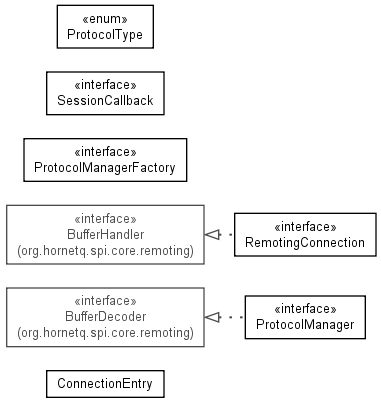 «enum»
ProtocolType
«interface»
SessionCallback
«interface»
ProtocolManagerFactory
«interface»
BufferHandler
(org.hornetq.spi.core.remoting)
«interface»
RemotingConnection
«interface»
BufferDecoder
(org.hornetq.spi.core.remoting)
«interface»
ProtocolManager
ConnectionEntry